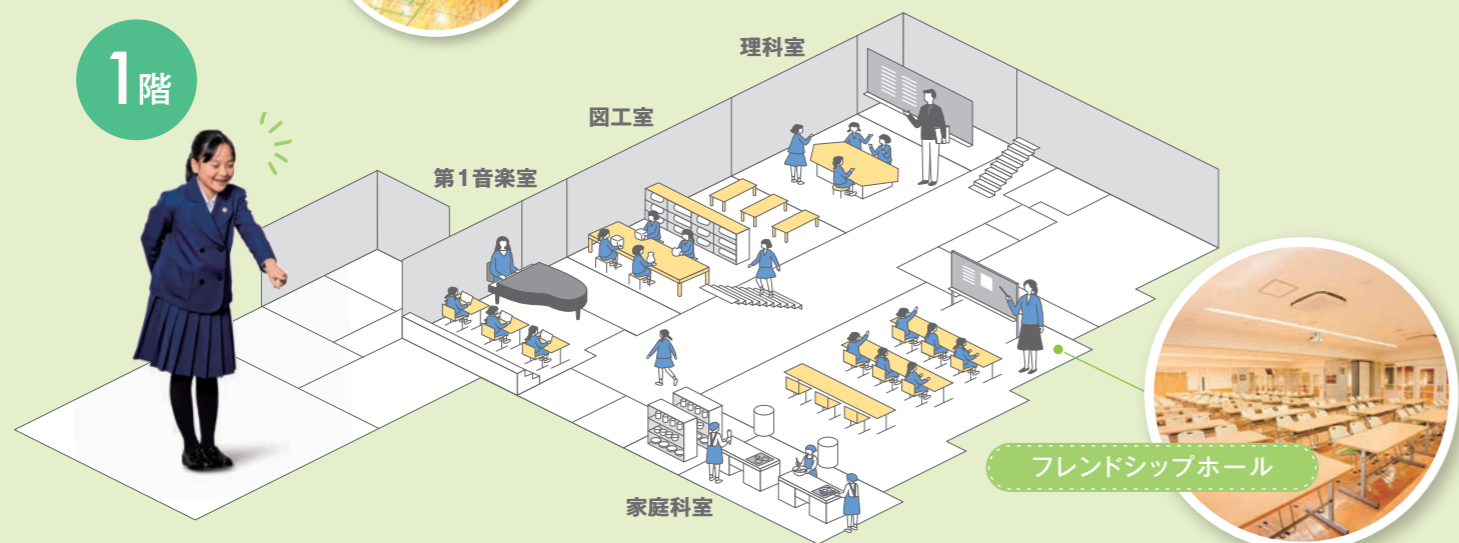 1階
理科室
図工室
第1音楽室
フレンドシップホール
家庭科室